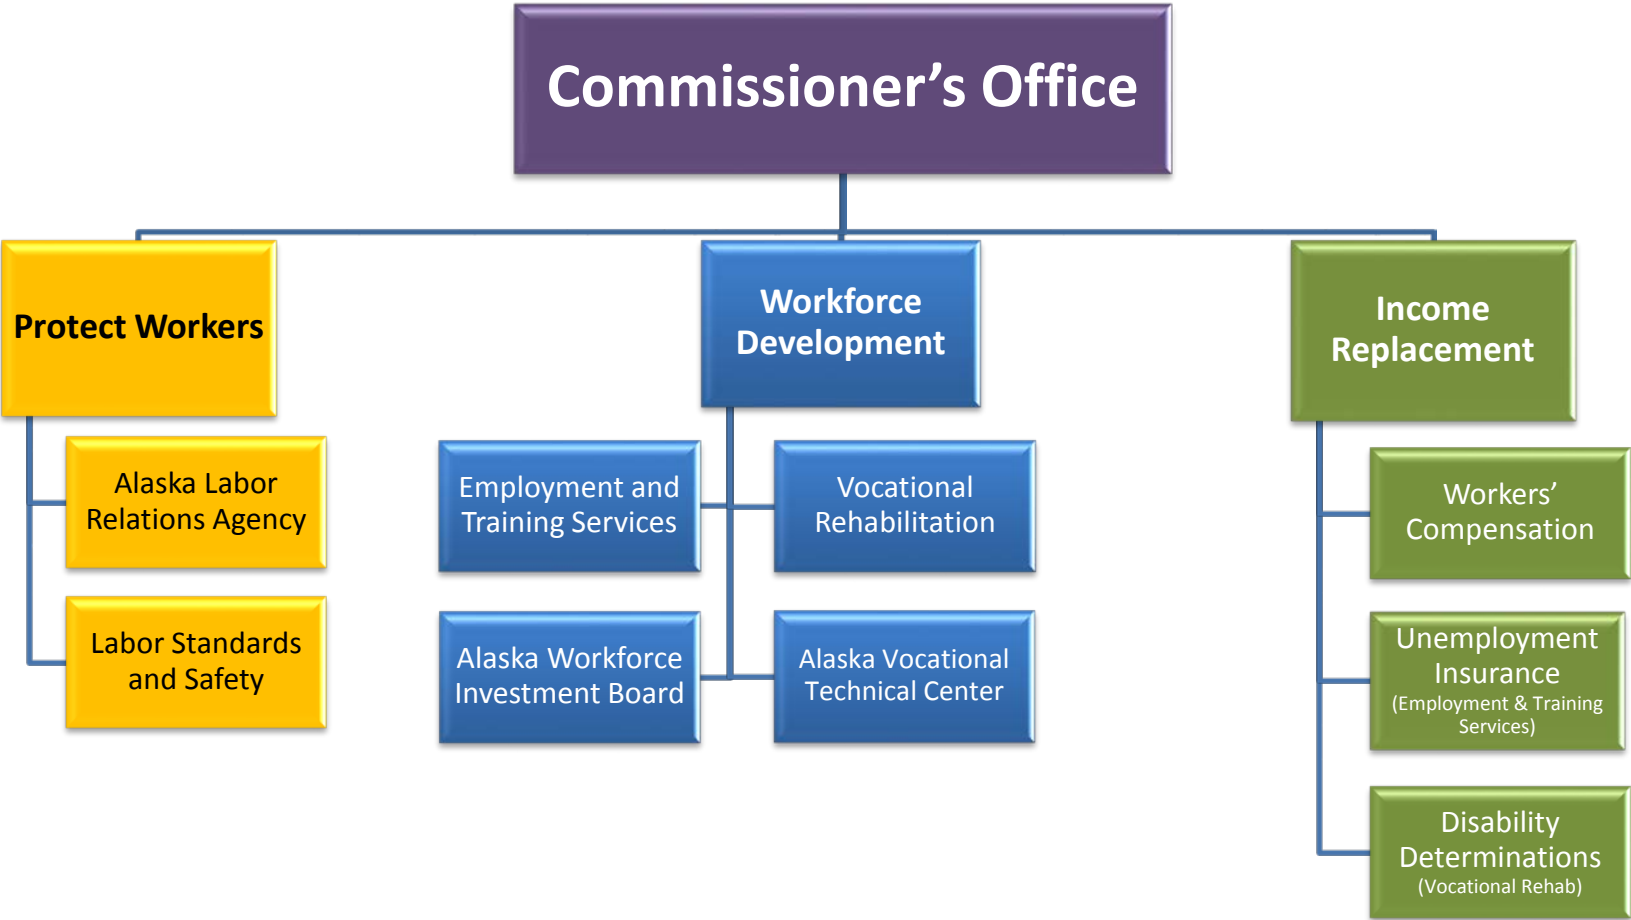 Commissioner’s Office
Protect Workers
Alaska Labor
Relations Agency
Labor Standards
and Safety
Workforce
Development
Employment and
Training Services
Vocational
Rehabilitation
Alaska Workforce
Investment Board
Alaska Vocational
Technical Center
Income
Replacement
Workers’
Compensation
Unemployment
Insurance
(Employment & Training
Services)
Disability
Determinations
(Vocational Rehab)